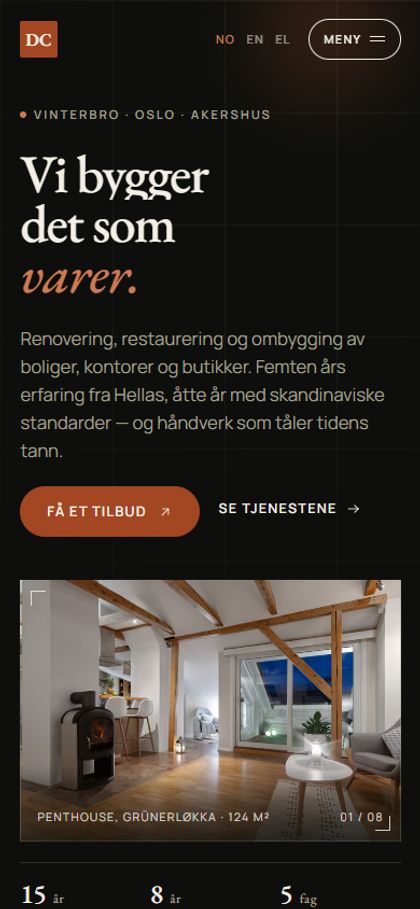 DC
NO EN EL
MENY
VINTERBRO · OSLO · AKERSHUS
Vi bygger
det som
varer.
Renovering, restaurering og ombygging av
boliger, kontorer og butikker. Femten års
erfaring fra Hellas, åtte år med skandinaviske
standarder — og håndverk som tåler tidens
tann.
FÅ ET TILBUD ↗
SE TJENESTENE →
PENTHOUSE, GRÜNERLØKKA · 124 M² 01 / 08
15 år 8 år 5 fag